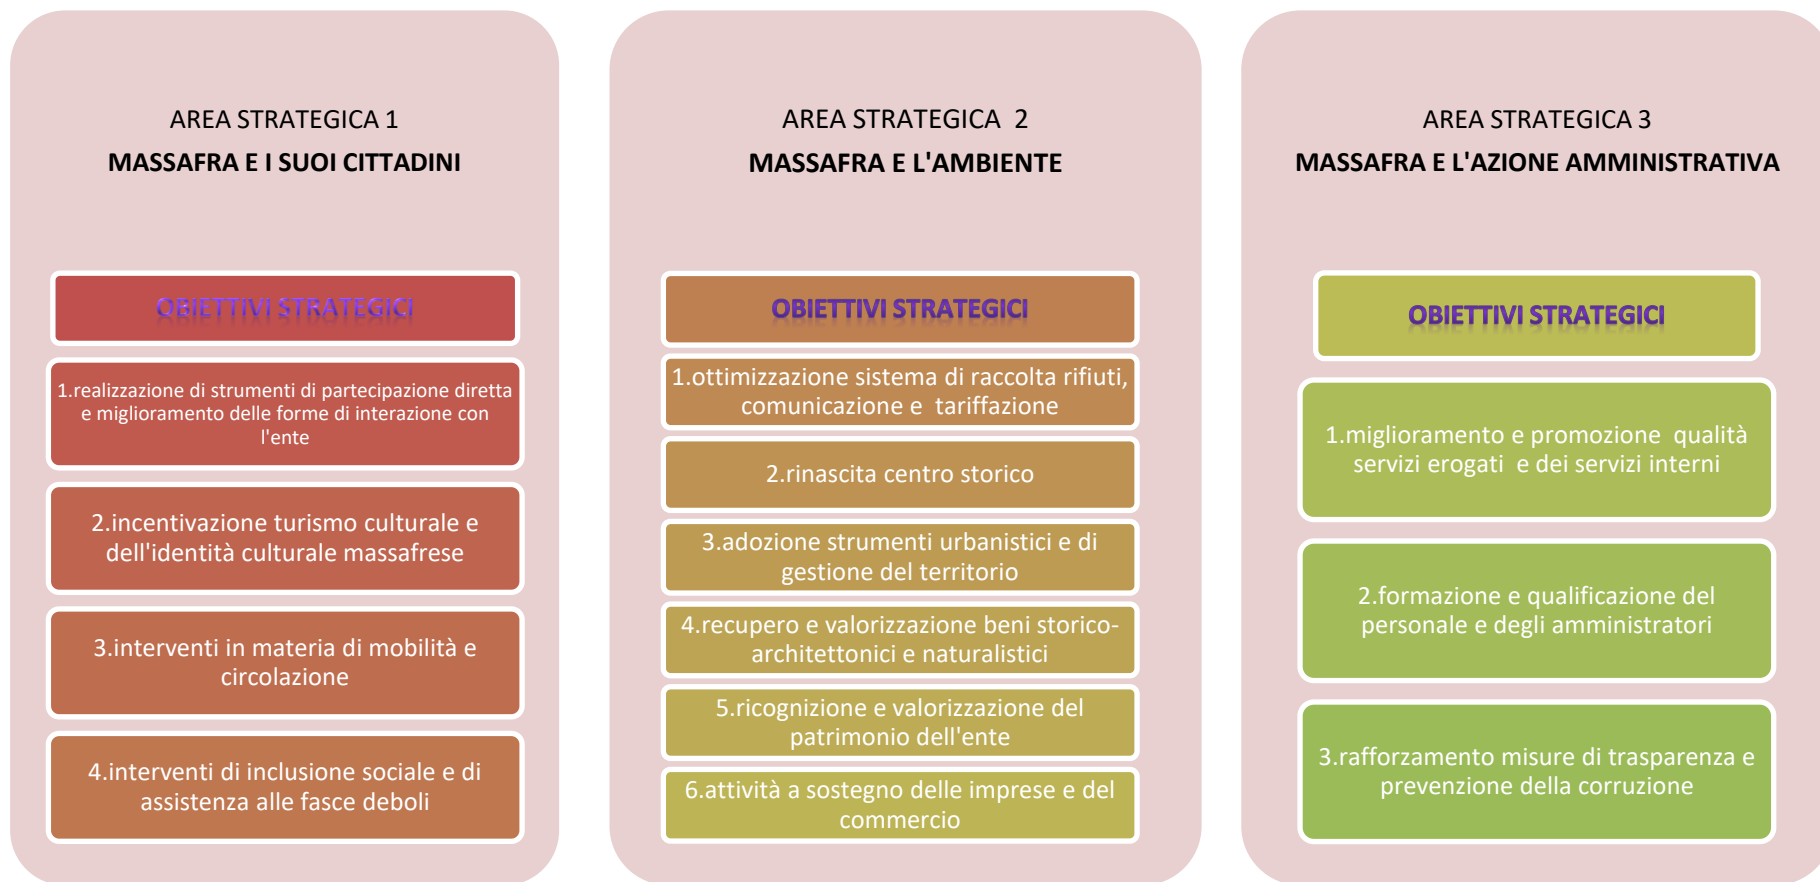 AREA STRATEGICA 1
MASSAFRA E I SUOI CITTADINI
OBIETTIVI STRATEGICI
1.realizzazione di strumenti di partecipazione diretta
e miglioramento delle forme di interazione con
l'ente
2.incentivazione turismo culturale e
dell'identità culturale massafrese
3.interventi in materia di mobilità e
circolazione
4.interventi di inclusione sociale e di
assistenza alle fasce deboli
AREA STRATEGICA 2
MASSAFRA E L'AMBIENTE
OBIETTIVI STRATEGICI
1.ottimizzazione sistema di raccolta rifiuti,
comunicazione e tariffazione
2.rinascita centro storico
3.adozione strumenti urbanistici e di
gestione del territorio
4.recupero e valorizzazione beni storico-
architettonici e naturalistici
5.ricognizione e valorizzazione del
patrimonio dell'ente
6.attività a sostegno delle imprese e del
commercio
AREA STRATEGICA 3
MASSAFRA E L'AZIONE AMMINISTRATIVA
OBIETTIVI STRATEGICI
1.miglioramento e promozione qualità
servizi erogati e dei servizi interni
2.formazione e qualificazione del
personale e degli amministratori
3.rafforzamento misure di trasparenza e
prevenzione della corruzione